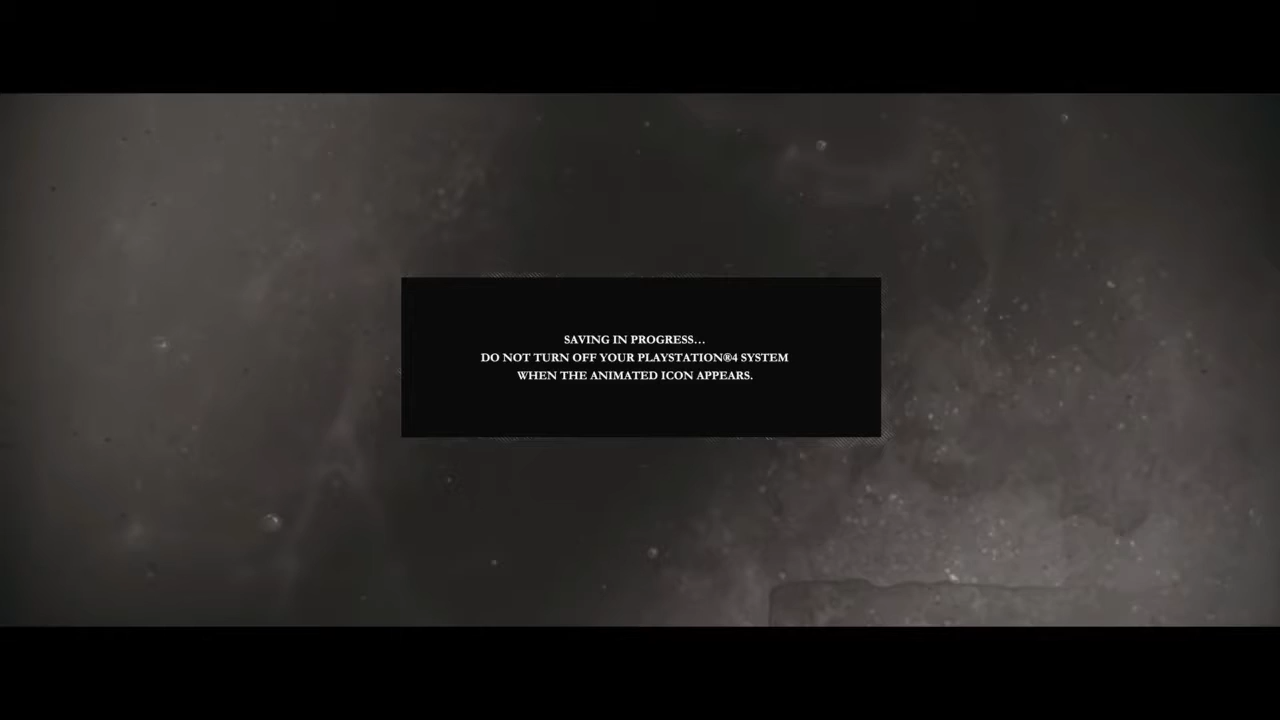 SAVING IN PROGRESS...
DO NOT TURN OFF YOUR PLAYSTATION®4 SYSTEM
WHEN THE ANIMATED ICON APPEARS.